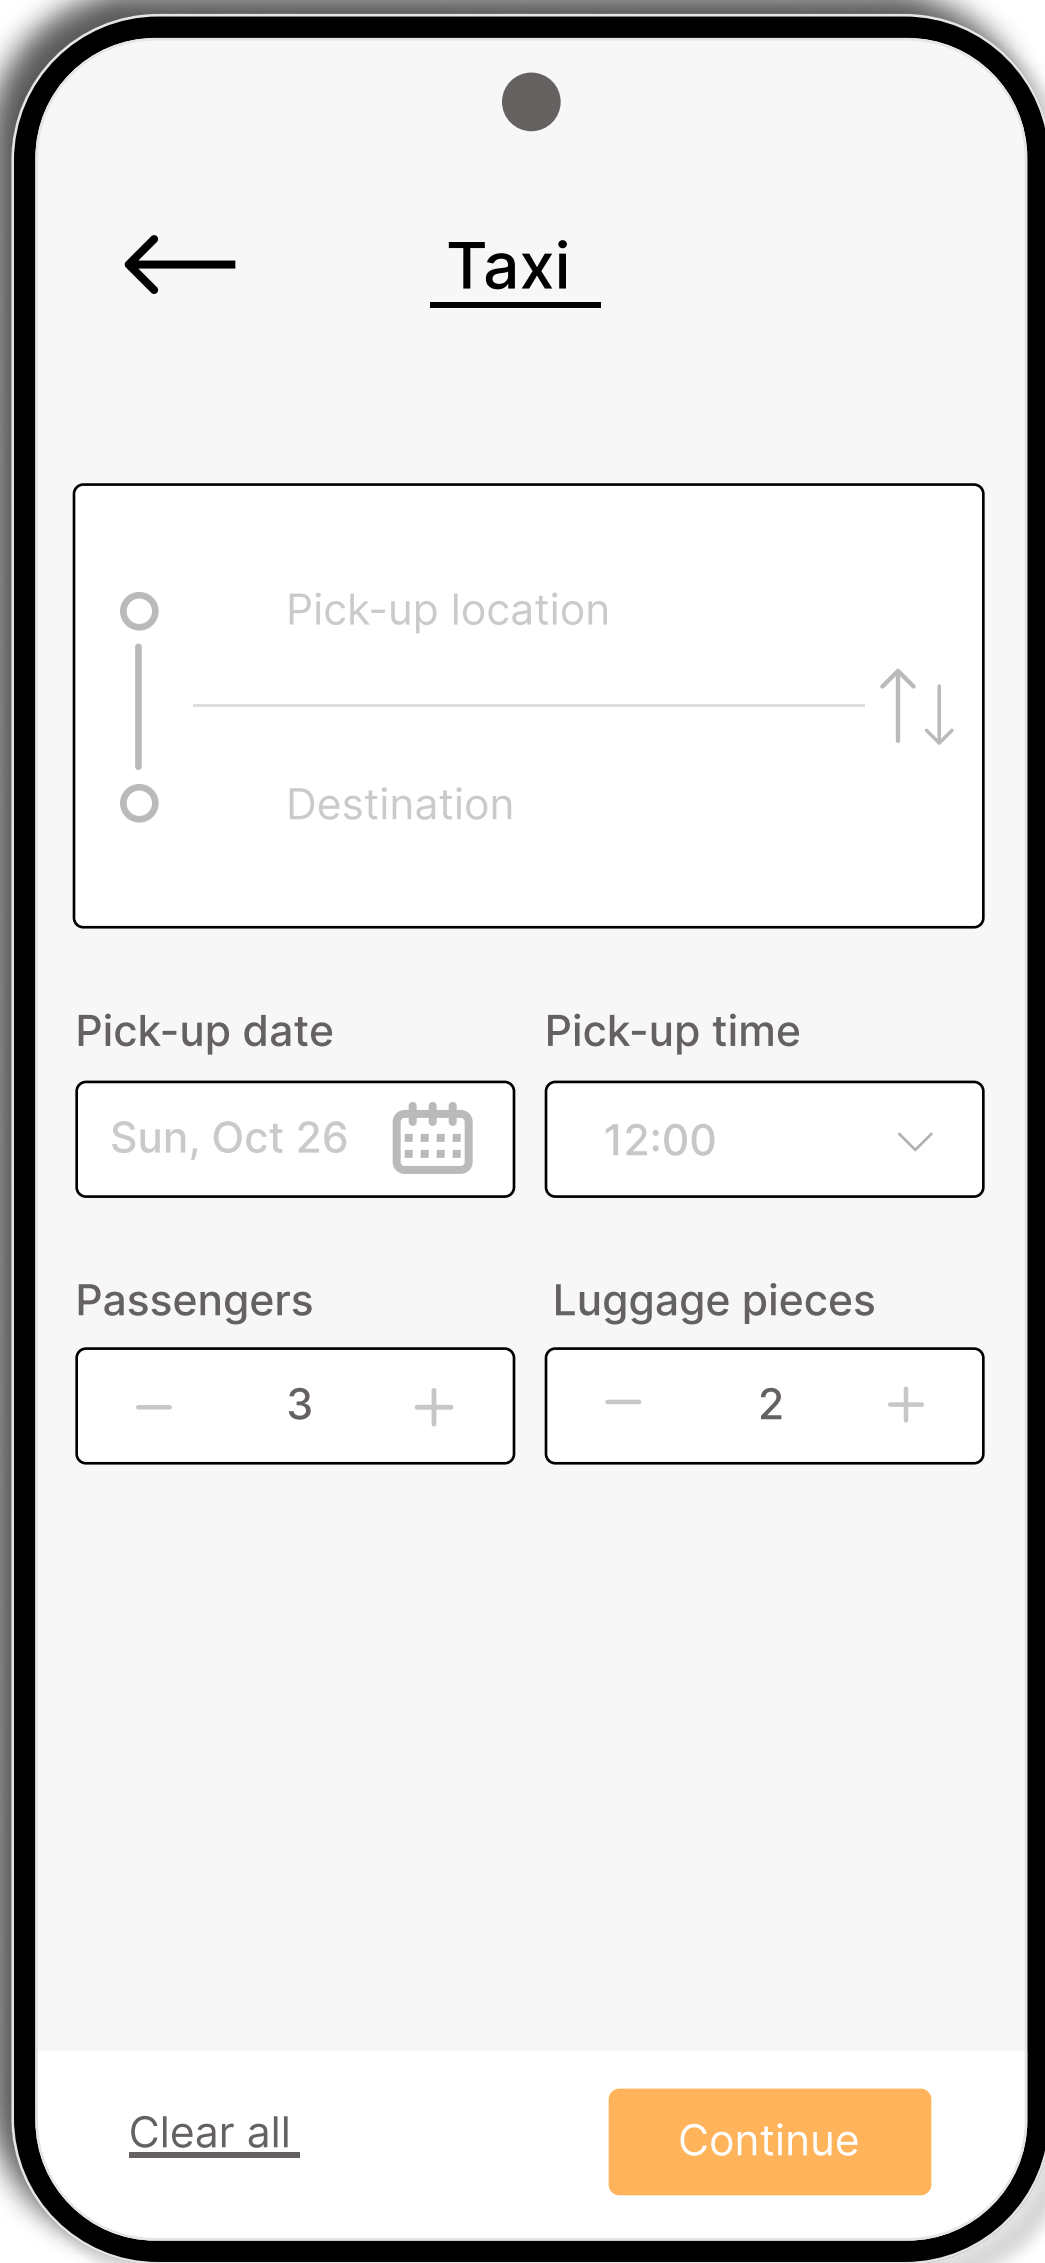 Taxi
Pick-up location
Destination
Pick-up date
Pick-up time
Sun, Oct 26
12:00
Passengers
Luggage pieces
3
2
Clear all
Continue